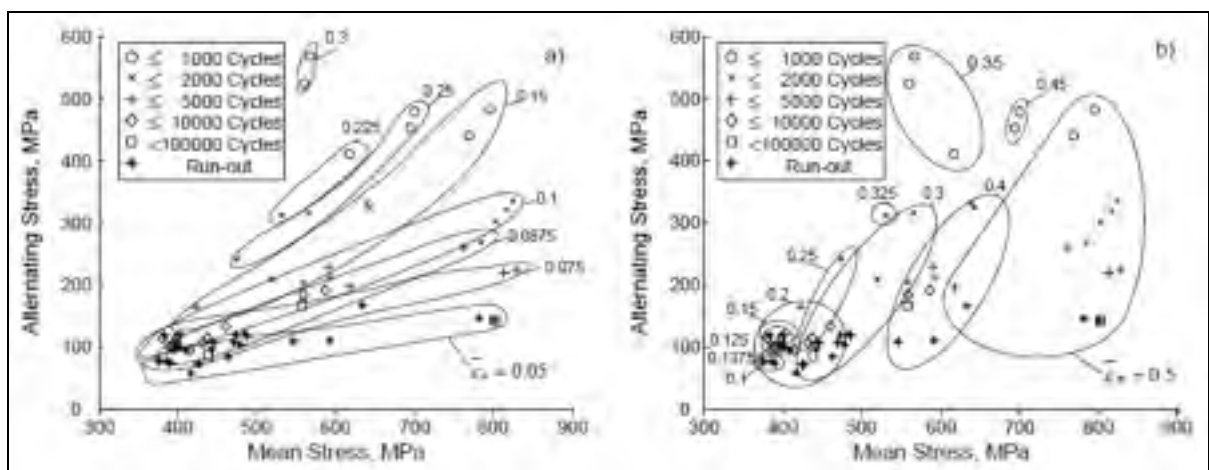 a)
600
500
400
300
200
100
0
300
400
500
600
700
800
900
Alternating Stress, MPa
Mean Stress, MPa
≤ 1000 Cycles
≤ 2000 Cycles
≤ 5000 Cycles
≤ 10000 Cycles
≤ 100000 Cycles
Run-out
0.3
0.25
0.225
0.15
0.1
0.0875
0.075
= 0.05
b)
600
500
400
300
200
100
0
300
400
500
600
700
800
900
Alternating Stress, MPa
Mean Stress, MPa
≤ 1000 Cycles
≤ 2000 Cycles
≤ 5000 Cycles
≤ 10000 Cycles
≤ 100000 Cycles
Run-out
0.35
0.45
0.325
0.3
0.4
0.25
0.2
0.15
0.125
0.1375
0.1
= 0.5